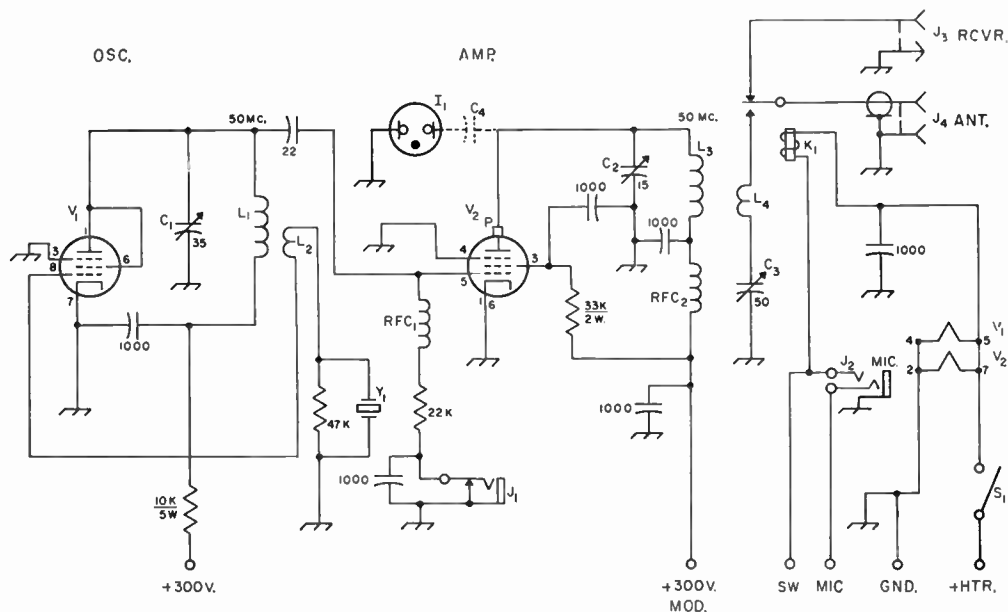 OSC.
AMP.
J3 RCVR.
J4 ANT.
50 MC.
22
I1
C4
50 MC.
L3
C2
15
1000
1000
K1
L4
V1
1
3
8
6
7
C1
35
L1
L2
V2
P
4
5
3
1
6
33K
2 W.
RFC2
C3
50
1000
1000
RFC1
47K
Y1
22K
1000
J1
1000
J2
MIC.
4
5
V1
2
7
V2
S1
10K
5W
+300V.
+300V.
MOD.
SW
MIC
GND.
+HTR.